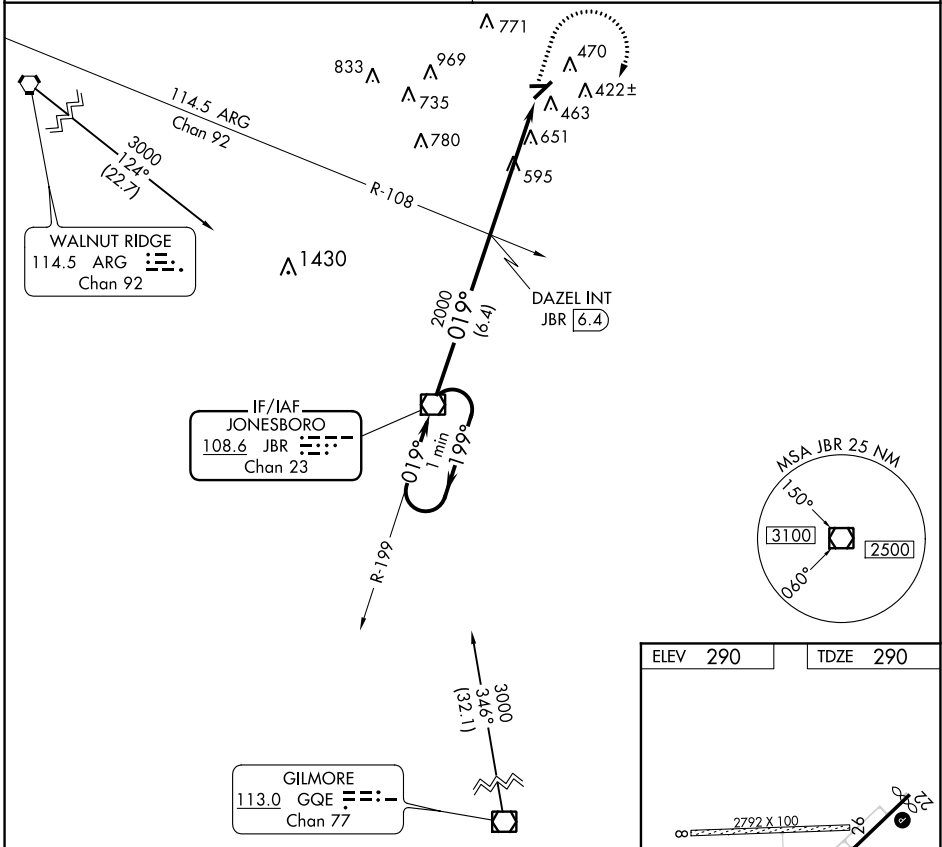 771
833
969
470
735
422±
463
780
651
595
114.5 ARG
Chan 92
3000
124°
(22.7)
R-108
WALNUT RIDGE
114.5 ARG
Chan 92
1430
DAZEL INT
JBR 6.4
2000
019°
(6.4)
IF/IAF
JONESBORO
108.6 JBR
Chan 23
019°
1 min
199°
R-199
MSA JBR 25 NM
150°
3100
2500
060°
3000
346°
(32.1)
GILMORE
113.0 GQE
Chan 77
ELEV 290
TDZE 290
2792 X 100
26
22
P